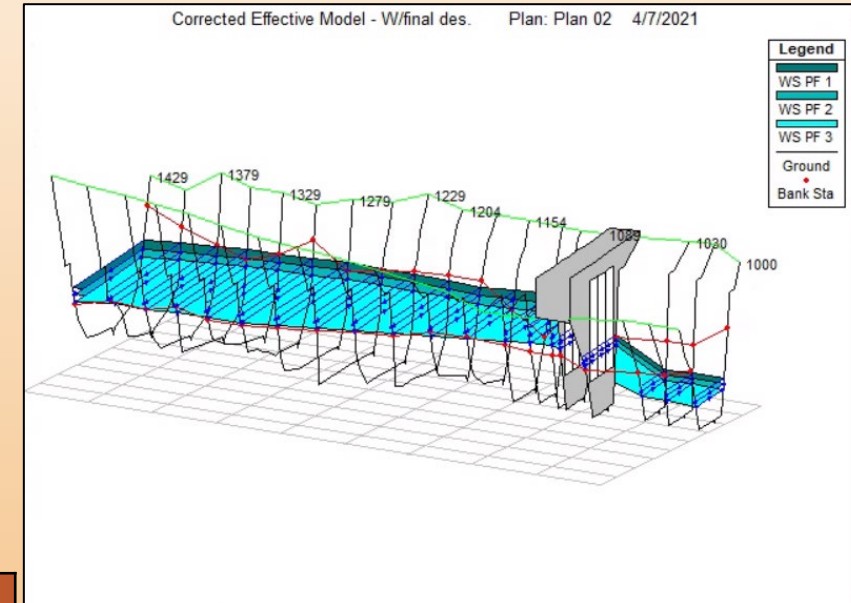 Corrected Effective Model - W/final des. Plan: Plan 02 4/7/2021
Legend
WS PF 1
WS PF 2
WS PF 3
Ground
Bank Sta
1429
1379
1329
1279
1229
1204
1154
1089
1030
1000